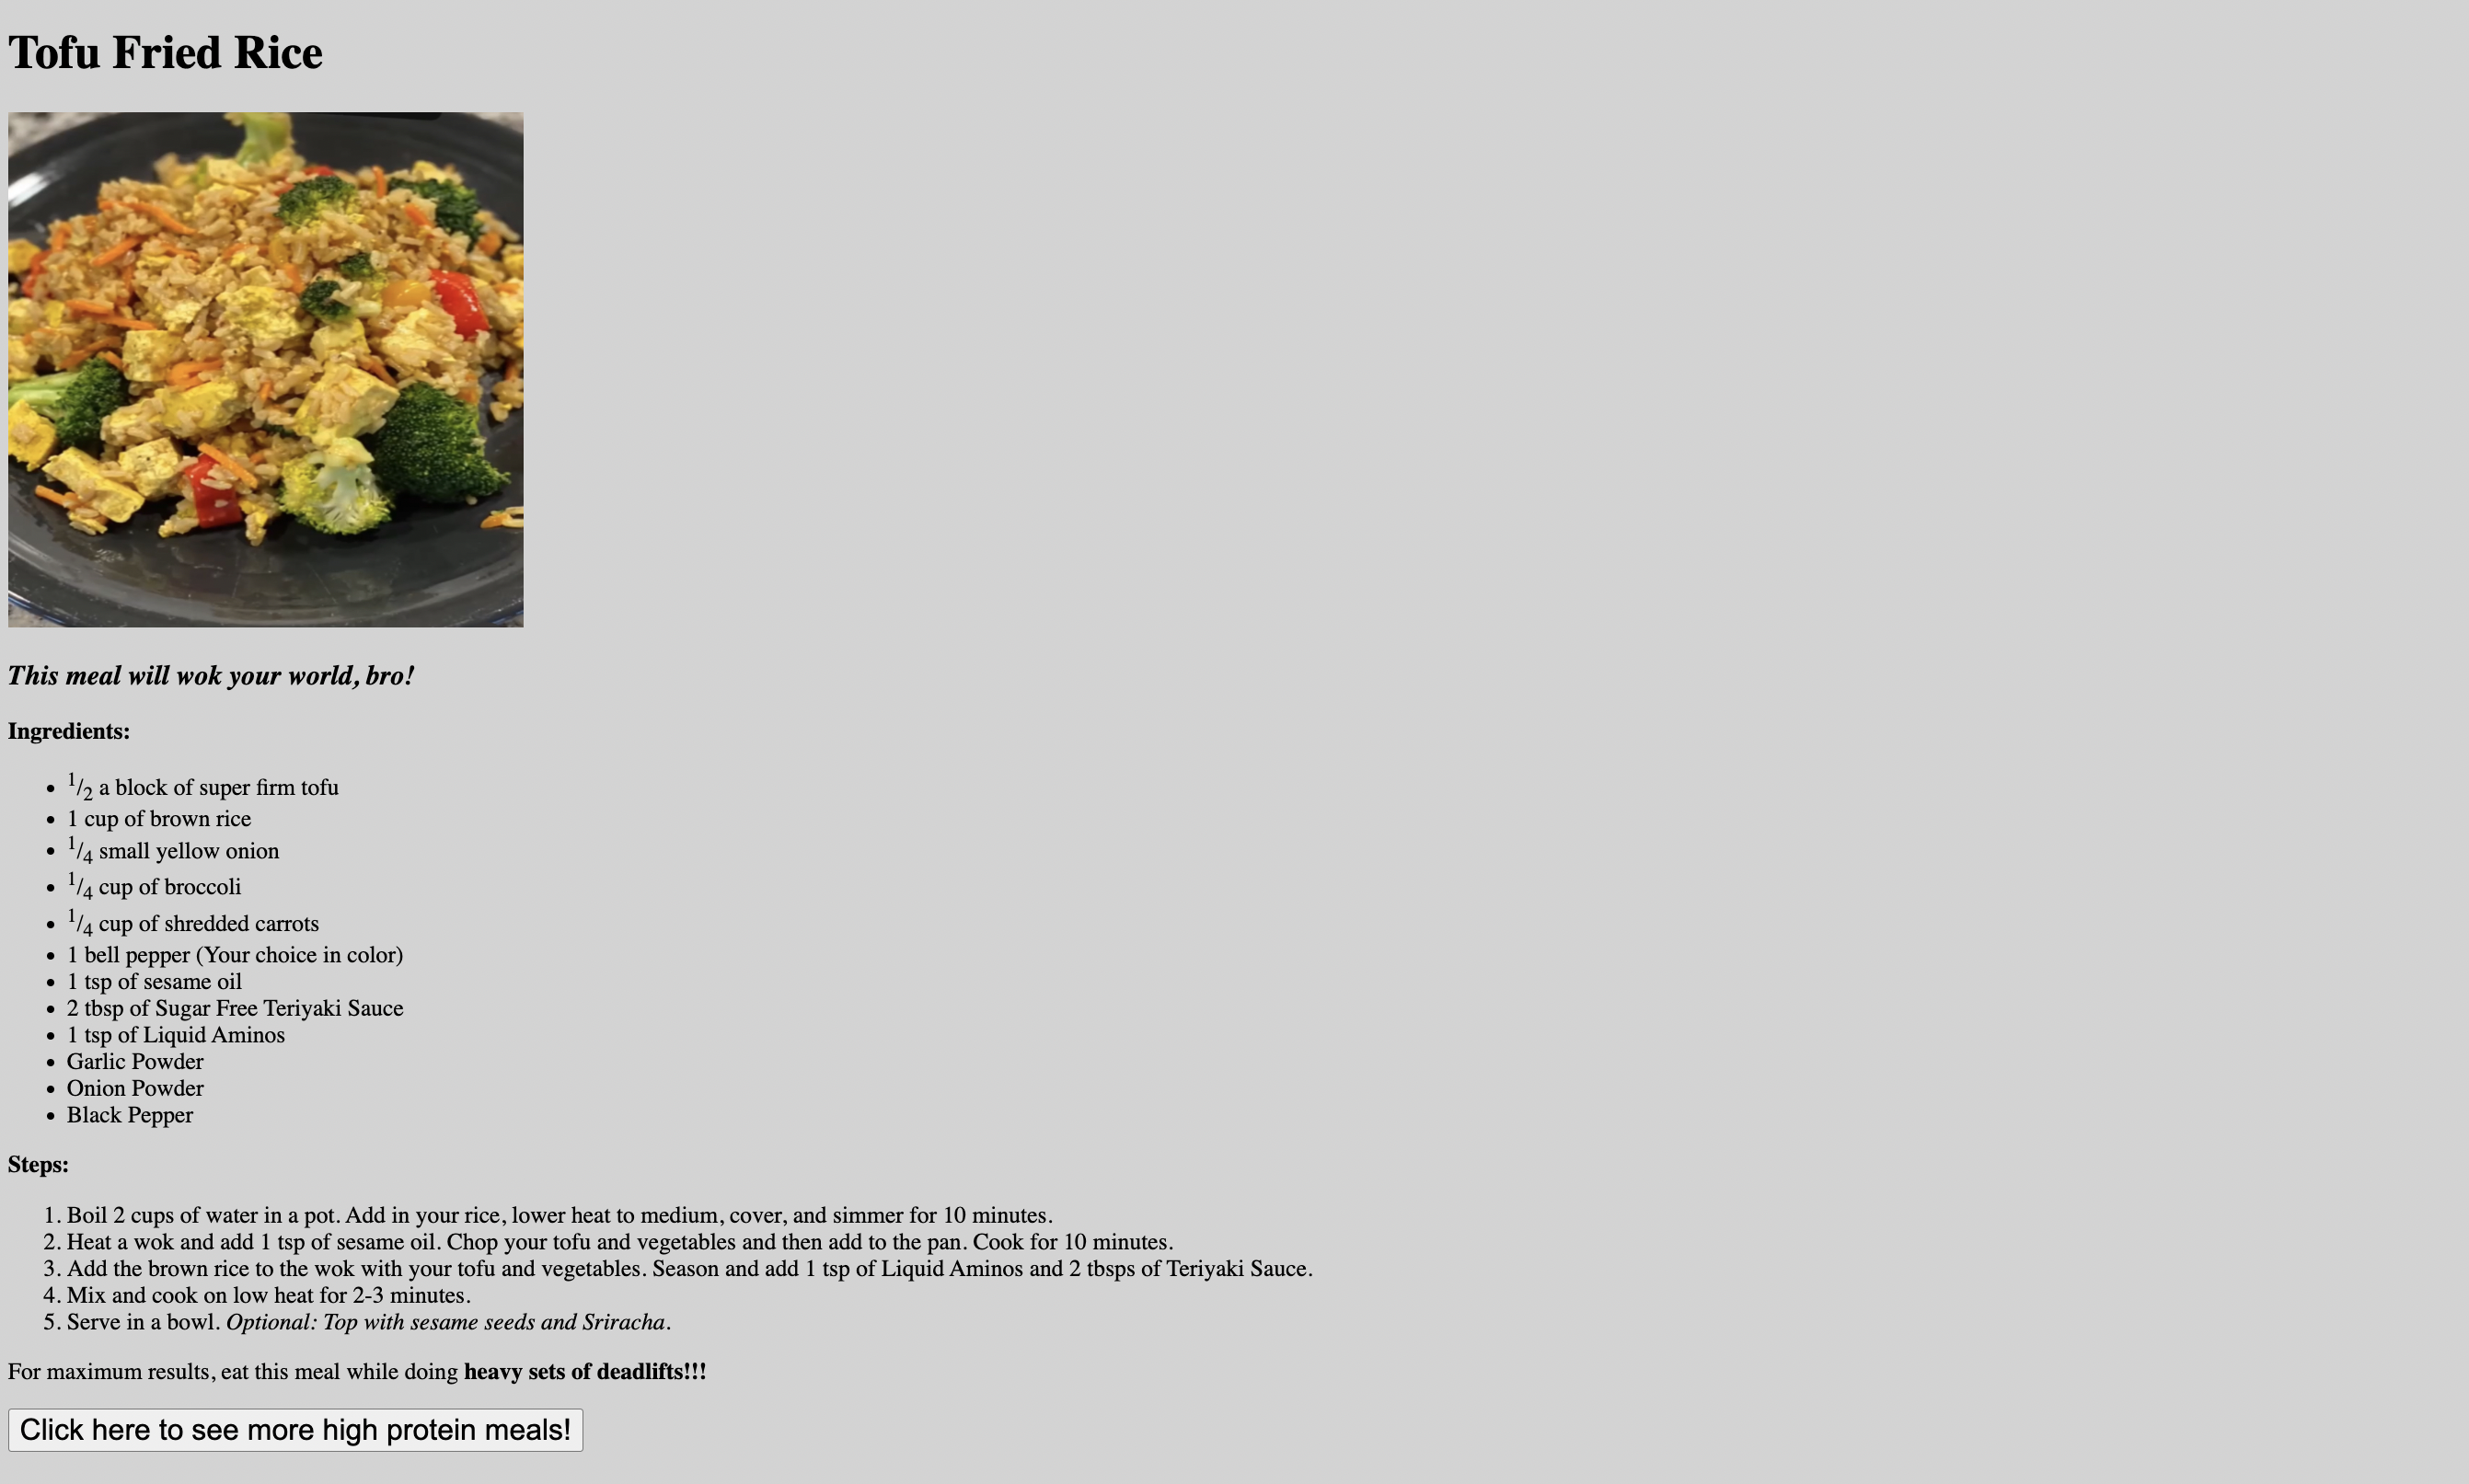 Tofu Fried Rice
This meal will wok your world, bro!
Ingredients:
• 1/2 a block of super firm tofu
• 1 cup of brown rice
• 1/4 small yellow onion
• 1/4 cup of broccoli
• 1/4 cup of shredded carrots
• 1 bell pepper (Your choice in color)
• 1 tsp of sesame oil
• 2 tbsp of Sugar Free Teriyaki Sauce
• 1 tsp of Liquid Aminos
• Garlic Powder
• Onion Powder
• Black Pepper
Steps:
1. Boil 2 cups of water in a pot. Add in your rice, lower heat to medium, cover, and simmer for 10 minutes.
2. Heat a wok and add 1 tsp of sesame oil. Chop your tofu and vegetables and then add to the pan. Cook for 10 minutes.
3. Add the brown rice to the wok with your tofu and vegetables. Season and add 1 tsp of Liquid Aminos and 2 tbsps of Teriyaki Sauce.
4. Mix and cook on low heat for 2-3 minutes.
5. Serve in a bowl. Optional: Top with sesame seeds and Sriracha.
For maximum results, eat this meal while doing heavy sets of deadlifts!!!
Click here to see more high protein meals!